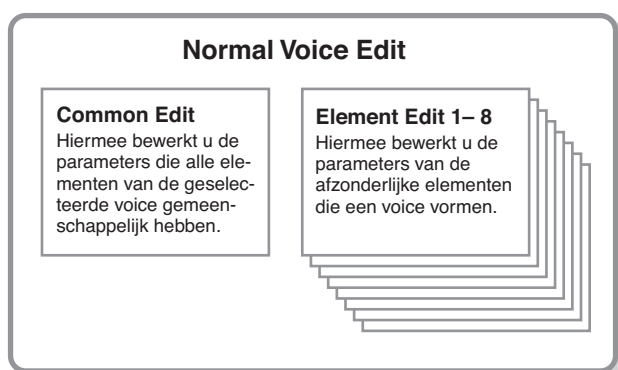 Normal Voice Edit
Common Edit
Hiermee bewerkt u de
parameters die alle ele-
menten van de geselec-
teerde voice gemeen-
schappelijk hebben.
Element Edit 1– 8
Hiermee bewerkt u de
parameters van de
afzonderlijke elementen
die een voice vormen.